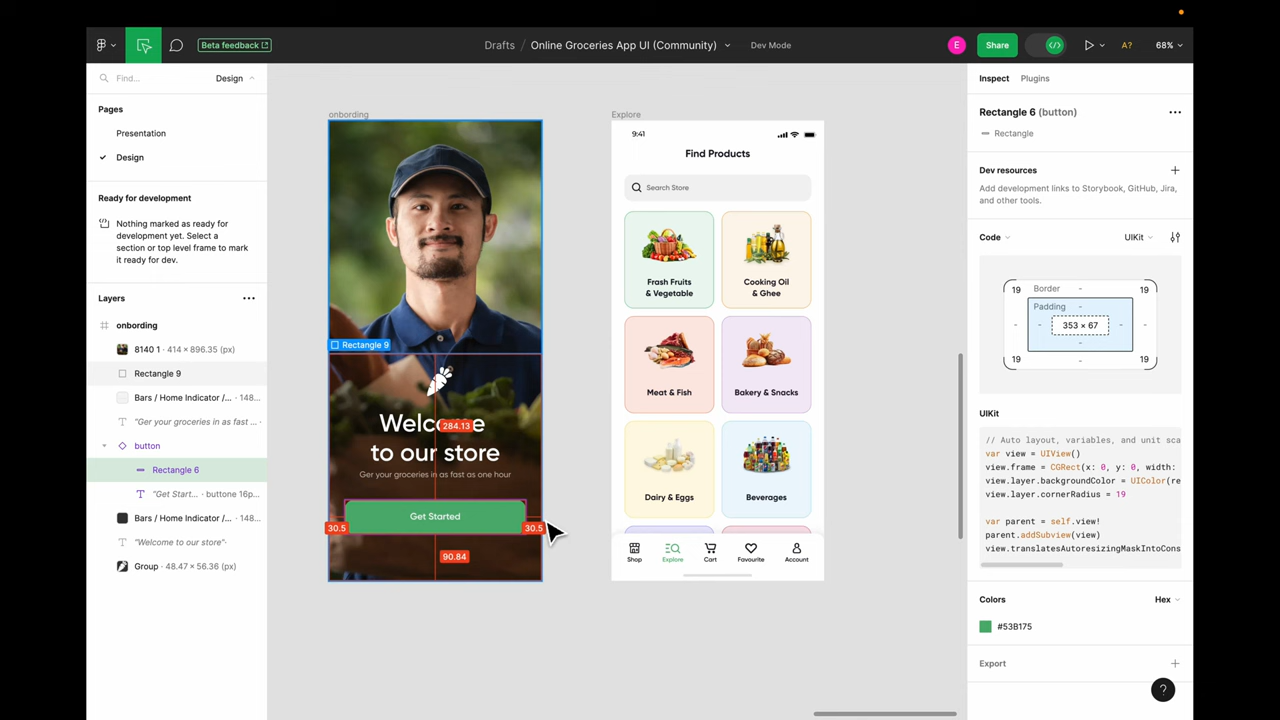 Beta feedback
Drafts / Online Groceries App UI (Community)
Dev Mode
E
Share
A?
68%
Find...
Design
Pages
Presentation
Design
Ready for development
Nothing marked as ready for
development yet. Select a
section or top level frame to mark
it ready for dev.
Layers
onbording
8140 1 · 414 × 896.35 (px)
Rectangle 9
Bars / Home Indicator /... · 148...
"Ger your groceries in as fast ... ·
button
Rectangle 6
"Get Start... · buttone 16p...
Bars / Home Indicator /... · 148...
"Welcome to our store"·
Group · 48.47 × 56.36 (px)
onbording
Rectangle 9
Welcome
284.13
to our store
Ger your groceries in as fast as one hour
Get Started
30.5
30.5
90.84
Explore
9:41
Find Products
Search Store
Frash Fruits
& Vegetable
Cooking Oil
& Ghee
Meat & Fish
Bakery & Snacks
Dairy & Eggs
Beverages
Shop
Explore
Cart
Favourite
Account
Inspect
Plugins
Rectangle 6 (button)
Rectangle
Dev resources
Add development links to Storybook, GitHub, Jira,
and other tools.
Code
UIKit
19
Border
-
19
Padding
-
-
-
353 × 67
-
-
-
19
-
19
UIKit
// Auto layout, variables, and unit sca
var view = UIView()
view.frame = CGRect(x: 0, y: 0, width:
view.layer.backgroundColor = UIColor(re
view.layer.cornerRadius = 19
var parent = self.view!
parent.addSubview(view)
view.translatesAutoresizingMaskIntoCons
Colors
Hex
#53B175
Export
?